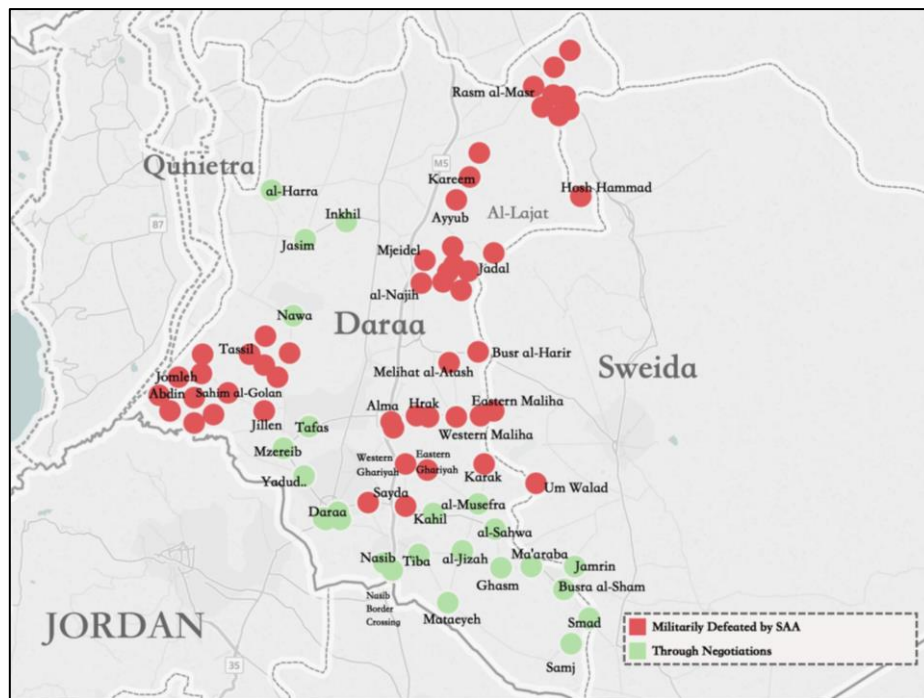 Rasm al-Masr
Qunietra
M5
Kareem
al-Harra
Hosh Hammad
Ayyub
Al-Lajat
Inkhil
87
Jasim
Mjeidel
Jadal
al-Najih
Nawa
Daraa
Tassil
Busr al-Harir
Melihat al-Atash
Sweida
Jomleh
Abdin
Sahim al-Golan
Eastern Maliha
Hrak
Alma
Jillen
Tafas
Western Maliha
Mzereib
Western
Ghariyah
Eastern
Ghariyah
Karak
Yadud..
Um Walad
Sayda
al-Musefra
Daraa
Kahil
al-Sahwa
Nasib
Tiba
al-Jizah
Ma'araba
Jamrin
Ghasm
Busra al-Sham
Nasib
Border
Crossing
Mataeyeh
Smad
JORDAN
Samj
35
Militarily Defeated by SAA
Through Negotiations